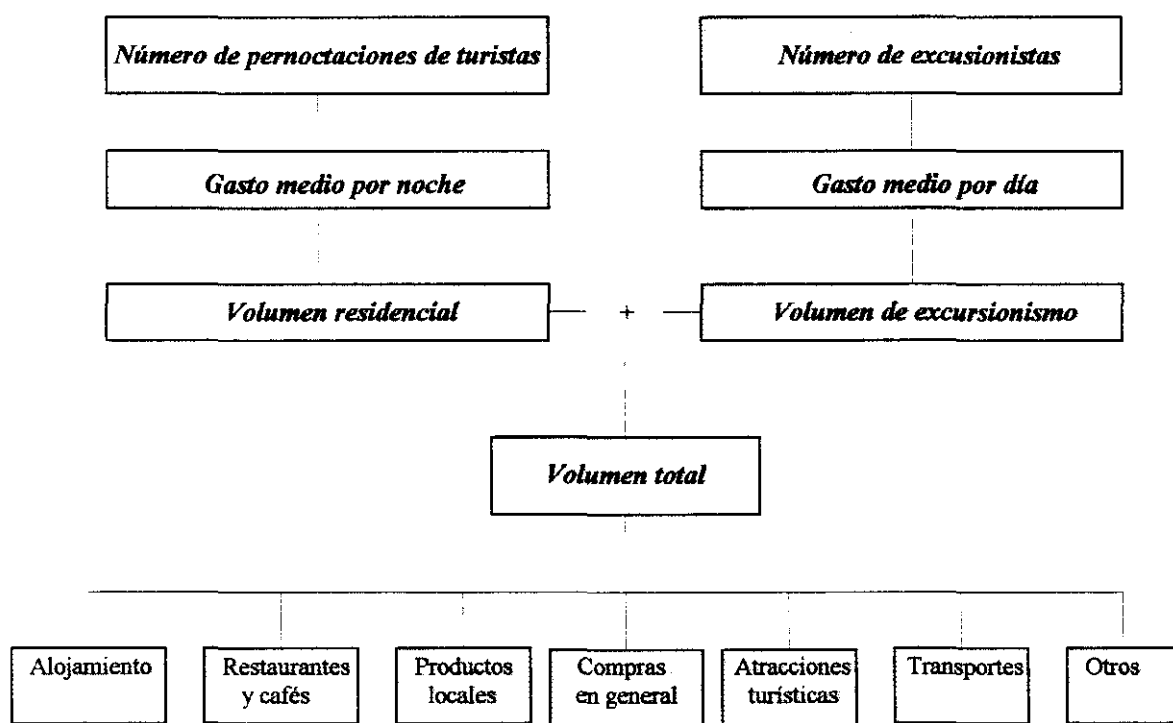 Número de pernoctaciones de turistas
Número de excusionistas
Gasto medio por noche
Gasto medio por día
Volumen residencial
+
Volumen de excursionismo
Volumen total
Alojamiento
Restaurantes
y cafés
Productos
locales
Compras
en general
Atracciones
turísticas
Transportes
Otros